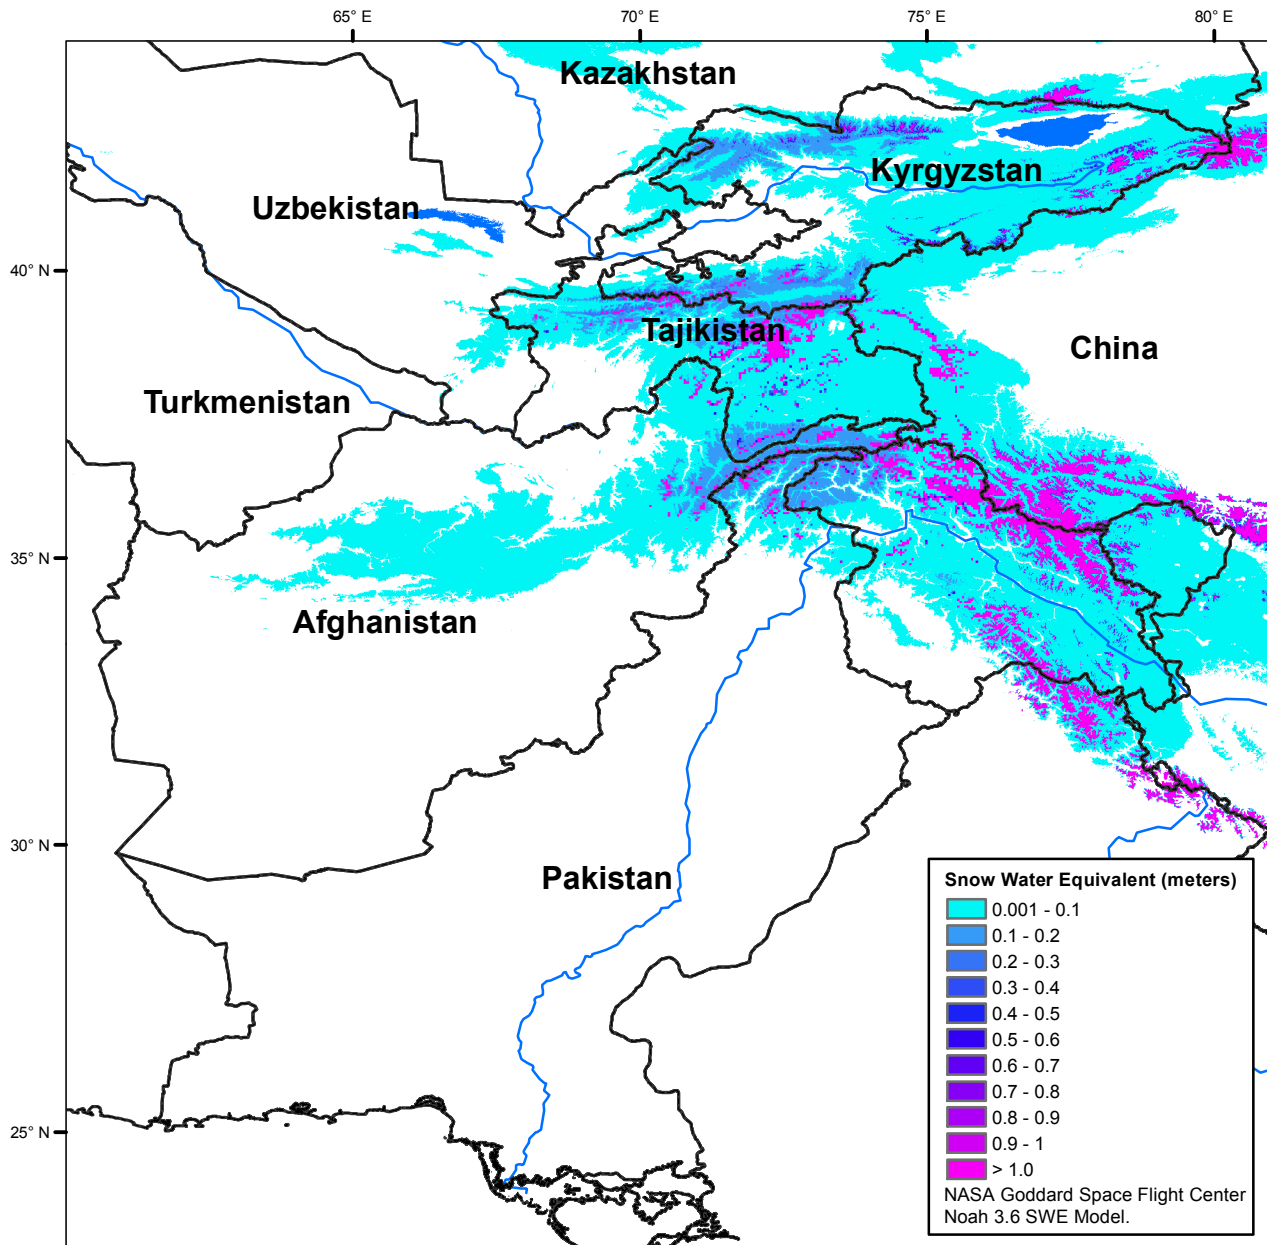 65° E
70° E
75° E
80° E
Kazakhstan
Kyrgyzstan
Uzbekistan
40° N
Tajikistan
China
Turkmenistan
35° N
Afghanistan
30° N
Pakistan
25° N
Snow Water Equivalent (meters)
0.001 - 0.1
0.1 - 0.2
0.2 - 0.3
0.3 - 0.4
0.4 - 0.5
0.5 - 0.6
0.6 - 0.7
0.7 - 0.8
0.8 - 0.9
0.9 - 1
> 1.0
NASA Goddard Space Flight Center
Noah 3.6 SWE Model.